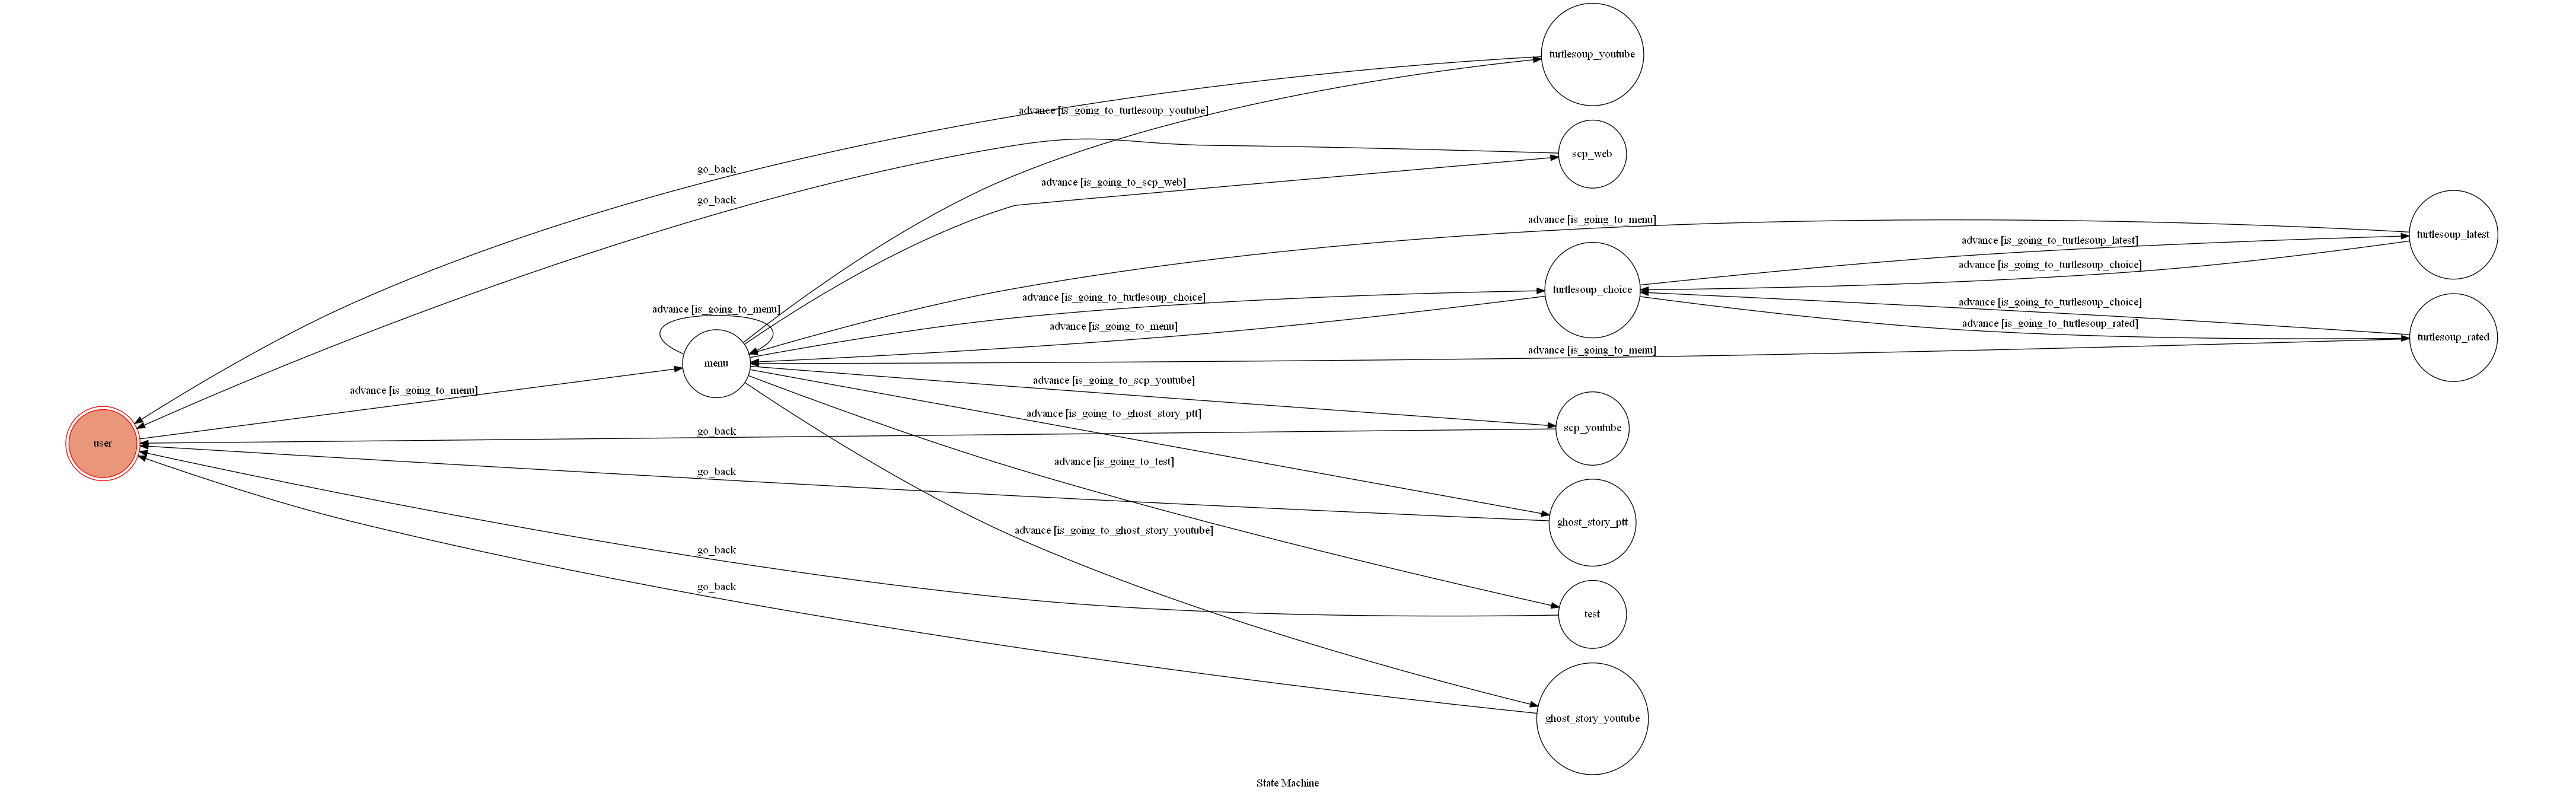 turtlesoup_youtube
advance [is_going_to_turtlesoup_youtube]
scp_web
go_back
advance [is_going_to_scp_web]
go_back
advance [is_going_to_menu]
turtlesoup_latest
advance [is_going_to_turtlesoup_latest]
advance [is_going_to_turtlesoup_choice]
turtlesoup_choice
advance [is_going_to_turtlesoup_choice]
advance [is_going_to_turtlesoup_choice]
advance [is_going_to_menu]
advance [is_going_to_turtlesoup_rated]
advance [is_going_to_menu]
turtlesoup_rated
advance [is_going_to_menu]
menu
advance [is_going_to_scp_youtube]
advance [is_going_to_menu]
advance [is_going_to_ghost_story_ptt]
scp_youtube
go_back
user
advance [is_going_to_test]
go_back
ghost_story_ptt
advance [is_going_to_ghost_story_youtube]
go_back
go_back
test
ghost_story_youtube
State Machine